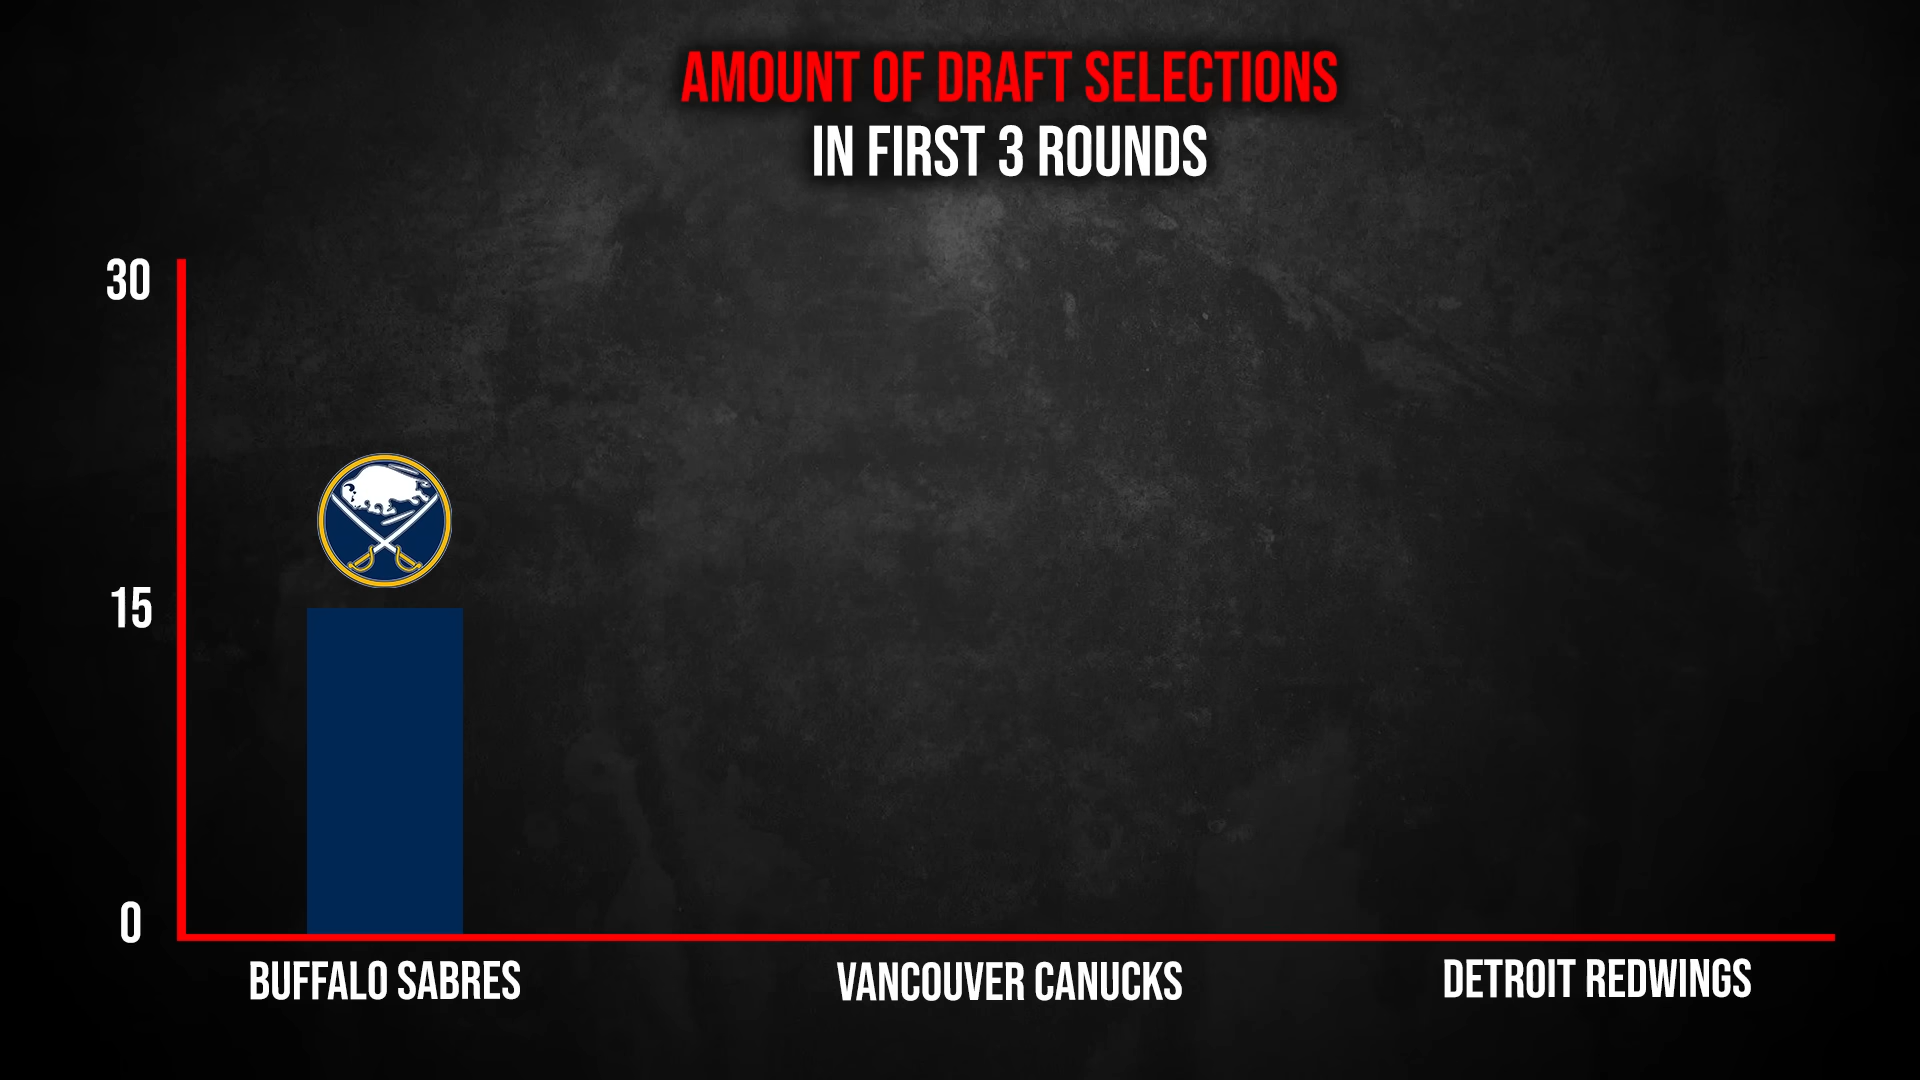 AMOUNT OF DRAFT SELECTIONS
IN FIRST 3 ROUNDS
30
15
0
BUFFALO SABRES
VANCOUVER CANUCKS
DETROIT REDWINGS